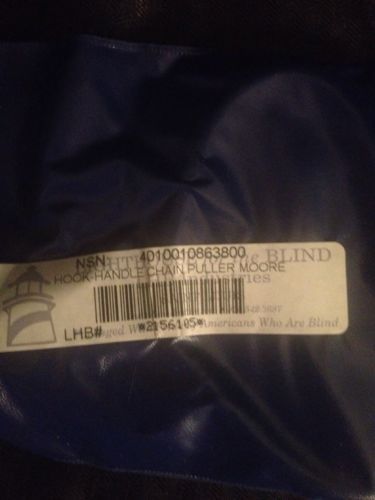 NSN 4010010863800
BLIND
HOOK-HANDLE CHAIN PULLER MOORE
LHB# *2156105* Americans Who Are Blind